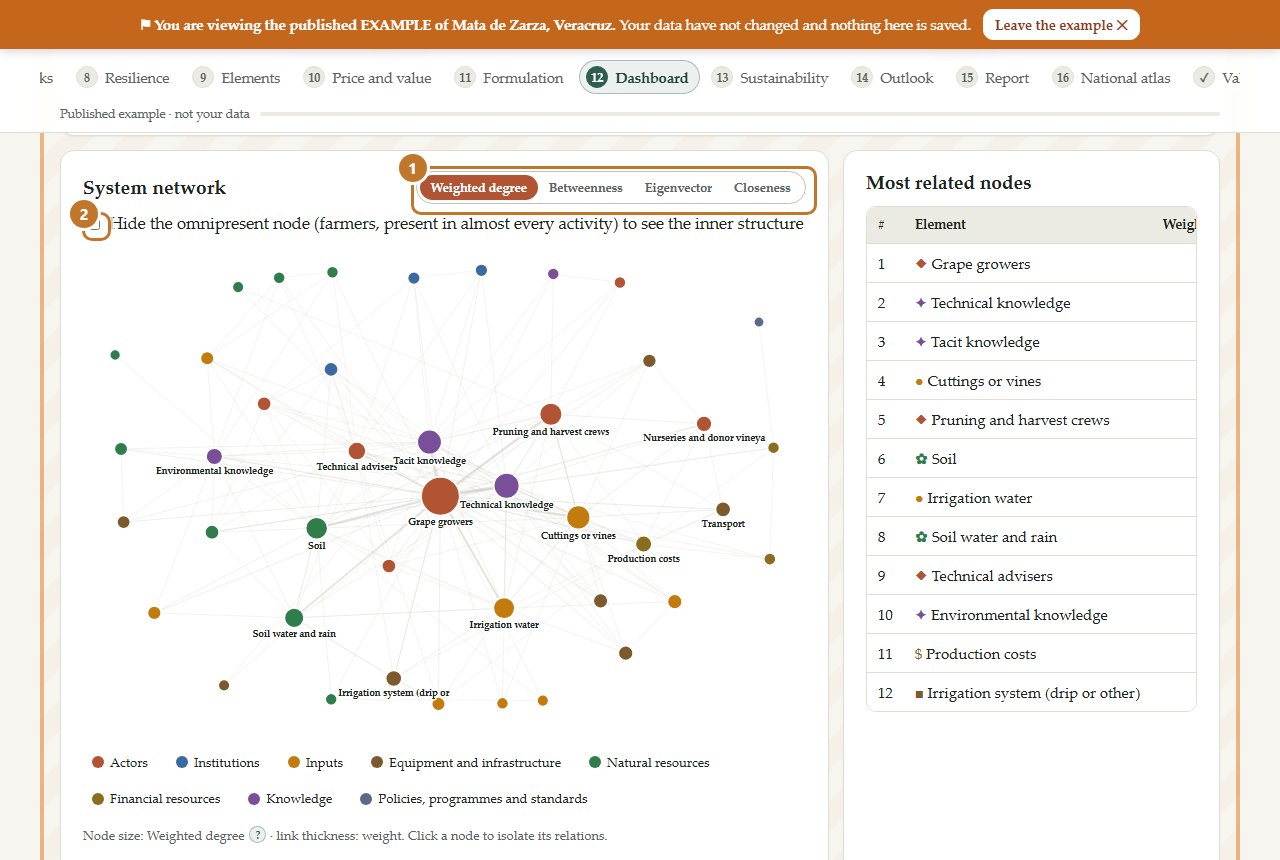 ⚑ You are viewing the published EXAMPLE of Mata de Zarza, Veracruz. Your data have not changed and nothing here is saved. Leave the example ✕
ks 8 Resilience 9 Elements 10 Price and value 11 Formulation 12 Dashboard 13 Sustainability 14 Outlook 15 Report 16 National atlas ✓ Va
Published example · not your data
System network
1
Weighted degree Betweenness Eigenvector Closeness
2
Hide the omnipresent node (farmers, present in almost every activity) to see the inner structure
Pruning and harvest crews
Nurseries and donor vineya
Tacit knowledge
Technical advisers
Environmental knowledge
Technical knowledge
Grape growers
Transport
Cuttings or vines
Soil
Production costs
Irrigation water
Soil water and rain
Irrigation system (drip or
Actors Institutions Inputs Equipment and infrastructure Natural resources
Financial resources Knowledge Policies, programmes and standards
Node size: Weighted degree ? · link thickness: weight. Click a node to isolate its relations.
Most related nodes
# Element Weig
1 Grape growers
2 Technical knowledge
3 Tacit knowledge
4 Cuttings or vines
5 Pruning and harvest crews
6 Soil
7 Irrigation water
8 Soil water and rain
9 Technical advisers
10 Environmental knowledge
11 $ Production costs
12 Irrigation system (drip or other)